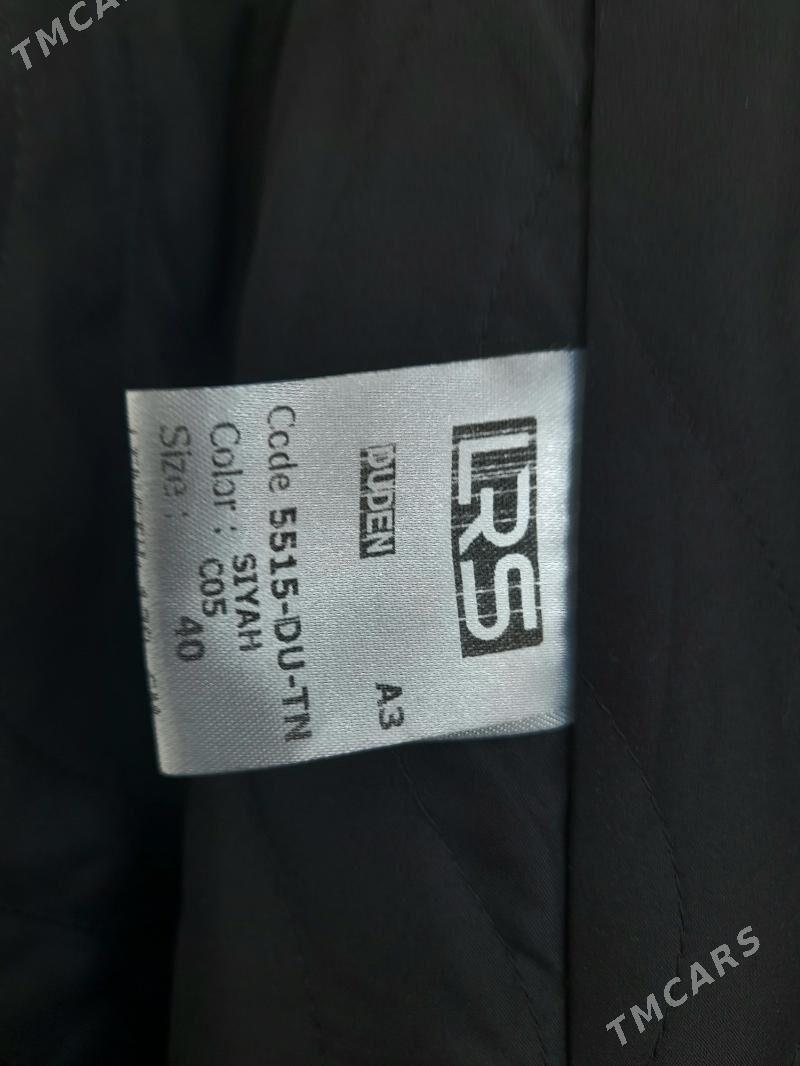 TMCARS
LRS
DUDEN A3
Code 5515-DU-TN
SIYAH
Color : C05
Size : 40
TMCARS